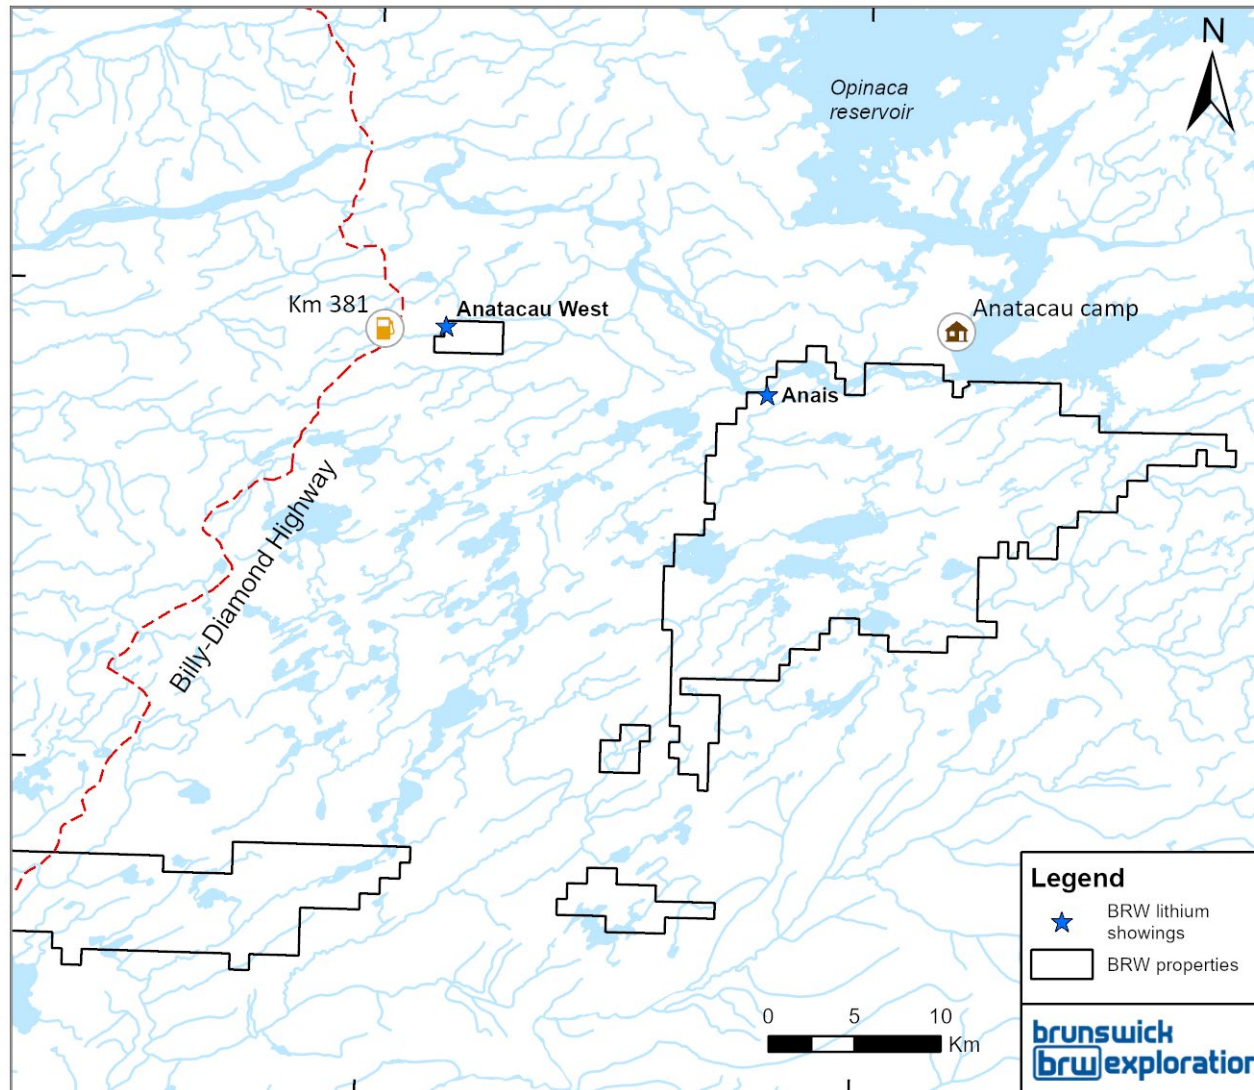 N
Opinaca
reservoir
Km 381
Anatacau West
Anatacau camp
Anais
Billy-Diamond Highway
Legend
BRW lithium
showings
BRW properties
0 5 10
Km
brunswick
brw exploration